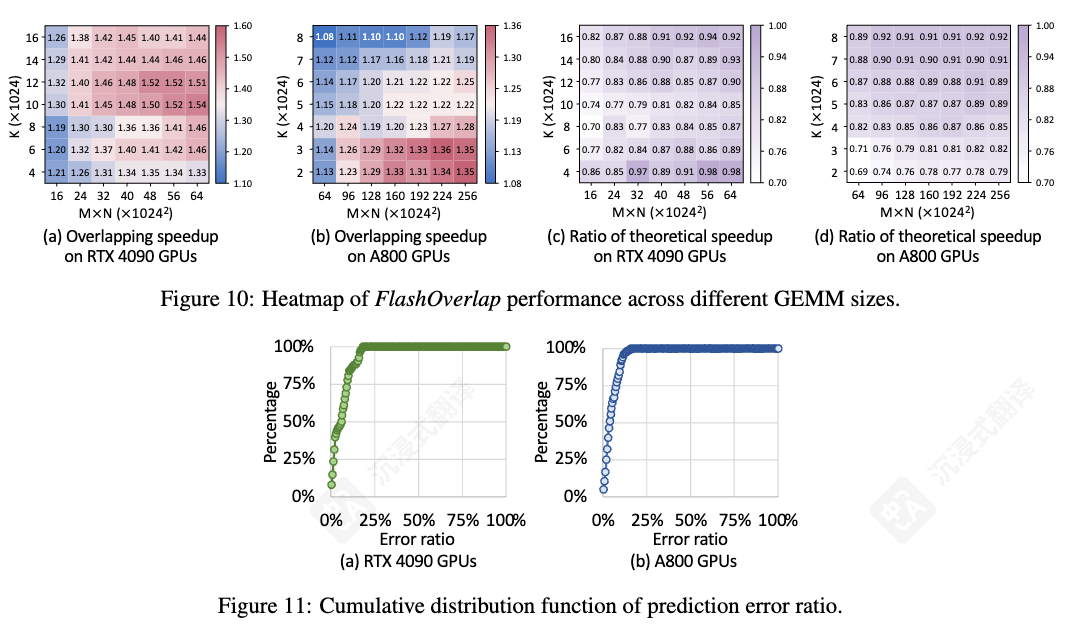 16 1.26 1.38 1.42 1.45 1.40 1.41 1.44
14 1.29 1.41 1.46 1.46 1.44 1.46 1.46
12 1.32 1.40 1.46 1.48 1.52 1.52 1.51
10 1.30 1.41 1.45 1.48 1.50 1.52 1.54
8 1.19 1.30 1.30 1.36 1.36 1.41 1.46
6 1.20 1.32 1.37 1.40 1.41 1.42 1.46
4 1.21 1.26 1.31 1.34 1.35 1.34 1.33
16 24 32 40 48 56 64
K (×1024)
M×N (×1024²)
1.60
1.50
1.40
1.30
1.20
1.10
(a) Overlapping speedup
on RTX 4090 GPUs
8 1.08 1.11 1.10 1.10 1.12 1.19 1.17
7 1.12 1.12 1.17 1.16 1.18 1.21 1.19
6 1.14 1.17 1.20 1.21 1.22 1.22 1.25
5 1.15 1.18 1.20 1.22 1.22 1.22 1.22
4 1.20 1.24 1.19 1.20 1.23 1.27 1.28
3 1.14 1.26 1.29 1.32 1.33 1.36 1.35
2 1.13 1.23 1.29 1.33 1.31 1.34 1.35
64 96 128 160 192 224 256
K (×1024)
M×N (×1024²)
1.36
1.30
1.25
1.19
1.13
1.08
(b) Overlapping speedup
on A800 GPUs
16 0.82 0.87 0.88 0.91 0.92 0.94 0.92
14 0.80 0.84 0.88 0.90 0.87 0.89 0.93
12 0.77 0.83 0.86 0.88 0.85 0.87 0.90
10 0.74 0.77 0.79 0.81 0.82 0.84 0.85
8 0.70 0.83 0.77 0.83 0.84 0.85 0.87
6 0.77 0.82 0.88 0.84 0.87 0.86 0.89
4 0.86 0.85 0.97 0.89 0.91 0.98 0.98
16 24 32 40 48 56 64
K (×1024)
M×N (×1024²)
1.00
0.94
0.88
0.82
0.76
0.70
(c) Ratio of theoretical speedup
on RTX 4090 GPUs
8 0.89 0.92 0.91 0.91 0.91 0.92 0.92
7 0.88 0.90 0.91 0.90 0.90 0.91 0.91
6 0.87 0.88 0.88 0.89 0.89 0.90 0.91
5 0.83 0.86 0.87 0.87 0.89 0.89 0.89
4 0.82 0.83 0.85 0.86 0.87 0.86 0.85
3 0.71 0.76 0.79 0.81 0.81 0.82 0.82
2 0.69 0.74 0.76 0.78 0.77 0.78 0.79
64 96 128 160 192 224 256
K (×1024)
M×N (×1024²)
1.00
0.94
0.88
0.82
0.76
0.70
(d) Ratio of theoretical speedup
on A800 GPUs
Figure 10: Heatmap of FlashOverlap performance across different GEMM sizes.
100%
75%
50%
25%
0%
Percentage
0% 25% 50% 75% 100%
Error ratio
(a) RTX 4090 GPUs
100%
75%
50%
25%
0%
Percentage
0% 25% 50% 75% 100%
Error ratio
(b) A800 GPUs
沉浸式翻译
沉浸式翻译
Figure 11: Cumulative distribution function of prediction error ratio.